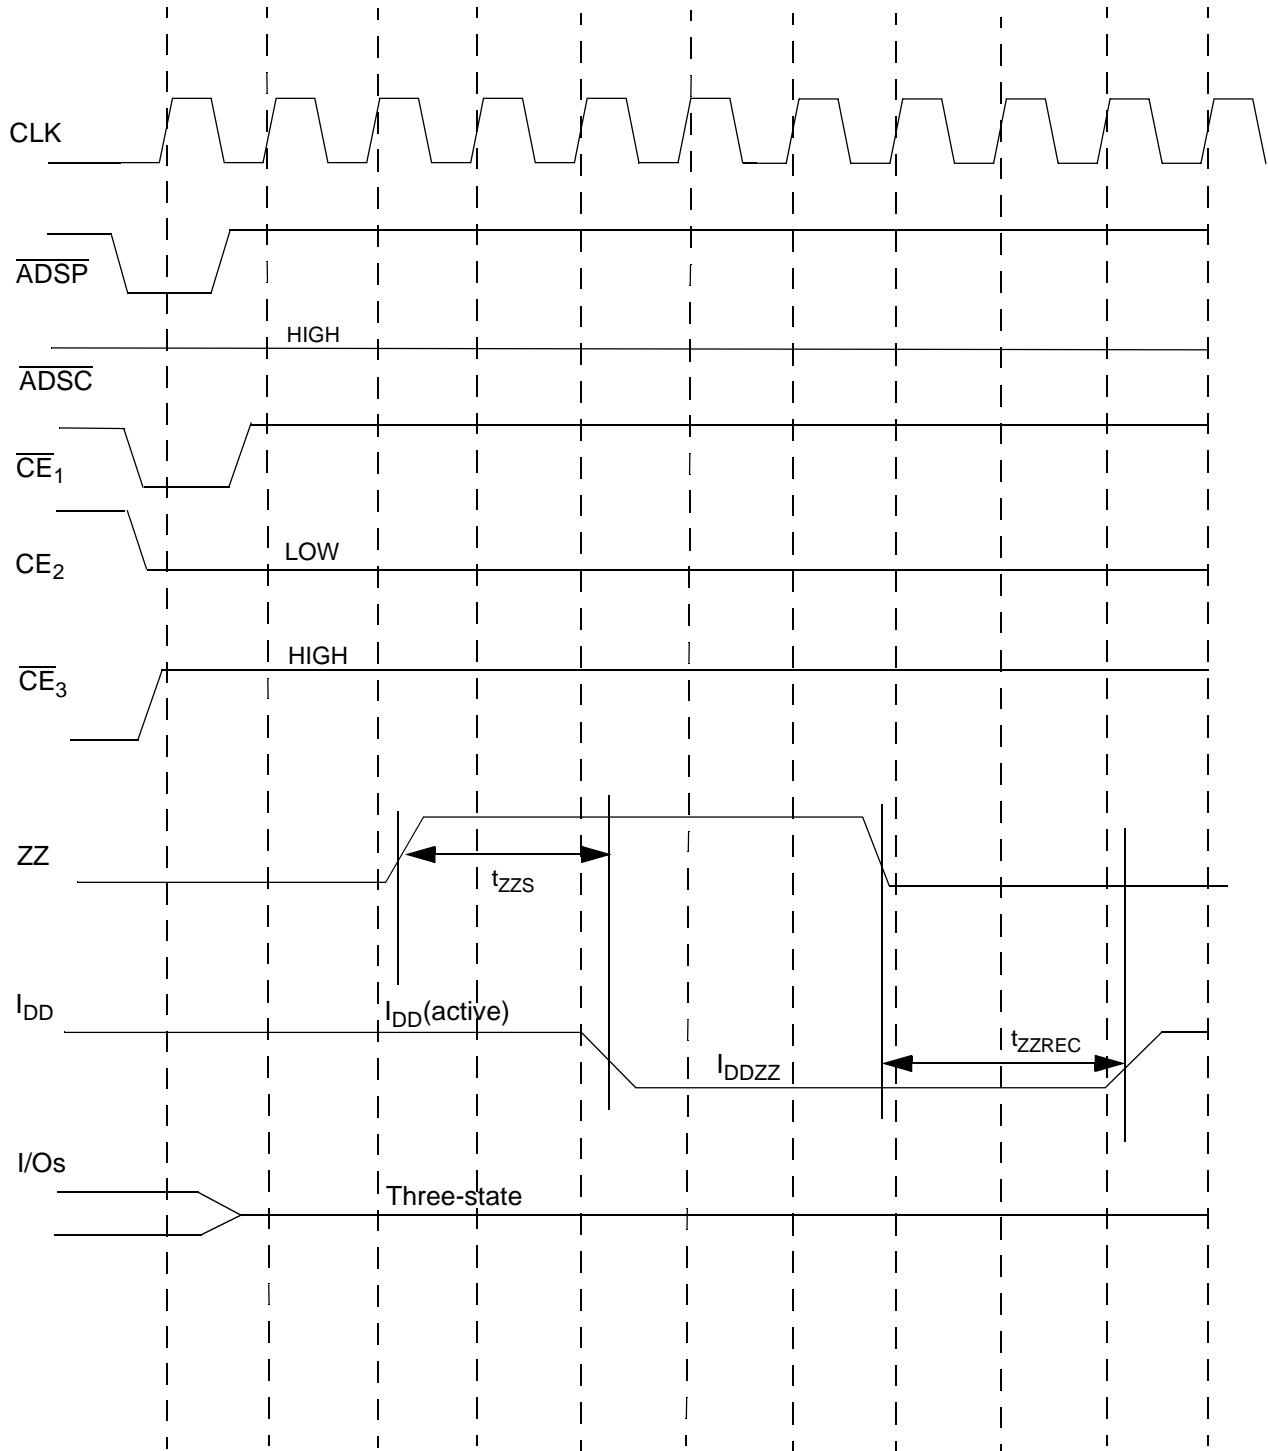 CLK
ADSP
HIGH
ADSC
CE1
LOW
CE2
HIGH
CE3
ZZ
tZZS
IDD
IDD(active)
tZZREC
IDDZZ
I/Os
Three-state